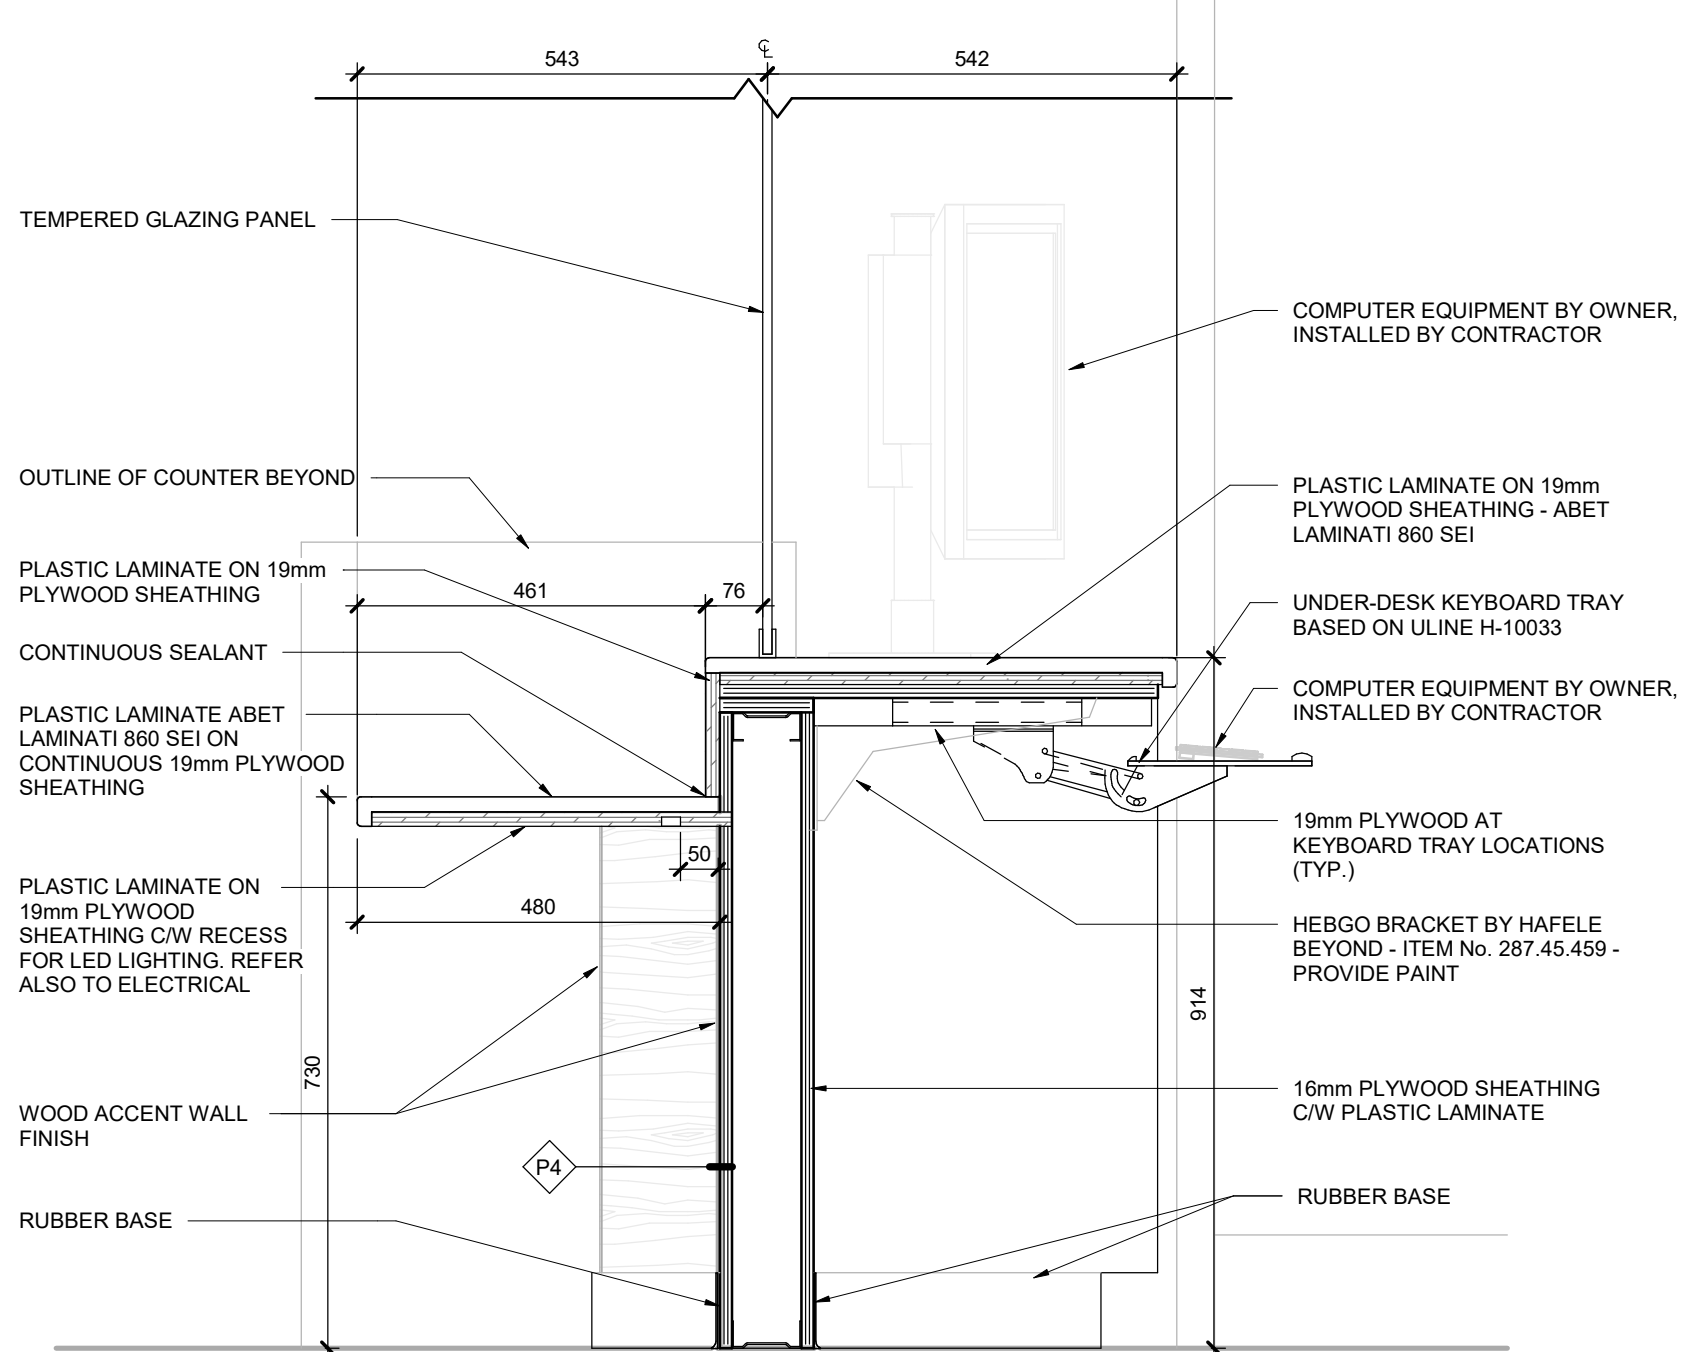 543
℄
542
TEMPERED GLAZING PANEL
COMPUTER EQUIPMENT BY OWNER,
INSTALLED BY CONTRACTOR
OUTLINE OF COUNTER BEYOND
PLASTIC LAMINATE ON 19mm
PLYWOOD SHEATHING - ABET
LAMINATI 860 SEI
PLASTIC LAMINATE ON 19mm
PLYWOOD SHEATHING
461
76
UNDER-DESK KEYBOARD TRAY
BASED ON ULINE H-10033
CONTINUOUS SEALANT
COMPUTER EQUIPMENT BY OWNER,
INSTALLED BY CONTRACTOR
PLASTIC LAMINATE ABET
LAMINATI 860 SEI ON
CONTINUOUS 19mm PLYWOOD
SHEATHING
19mm PLYWOOD AT
KEYBOARD TRAY LOCATIONS
(TYP.)
50
PLASTIC LAMINATE ON
19mm PLYWOOD
SHEATHING C/W RECESS
FOR LED LIGHTING. REFER
ALSO TO ELECTRICAL
480
HEBGO BRACKET BY HAFELE
BEYOND - ITEM No. 287.45.459 -
PROVIDE PAINT
914
730
16mm PLYWOOD SHEATHING
C/W PLASTIC LAMINATE
WOOD ACCENT WALL
FINISH
P4
RUBBER BASE
RUBBER BASE